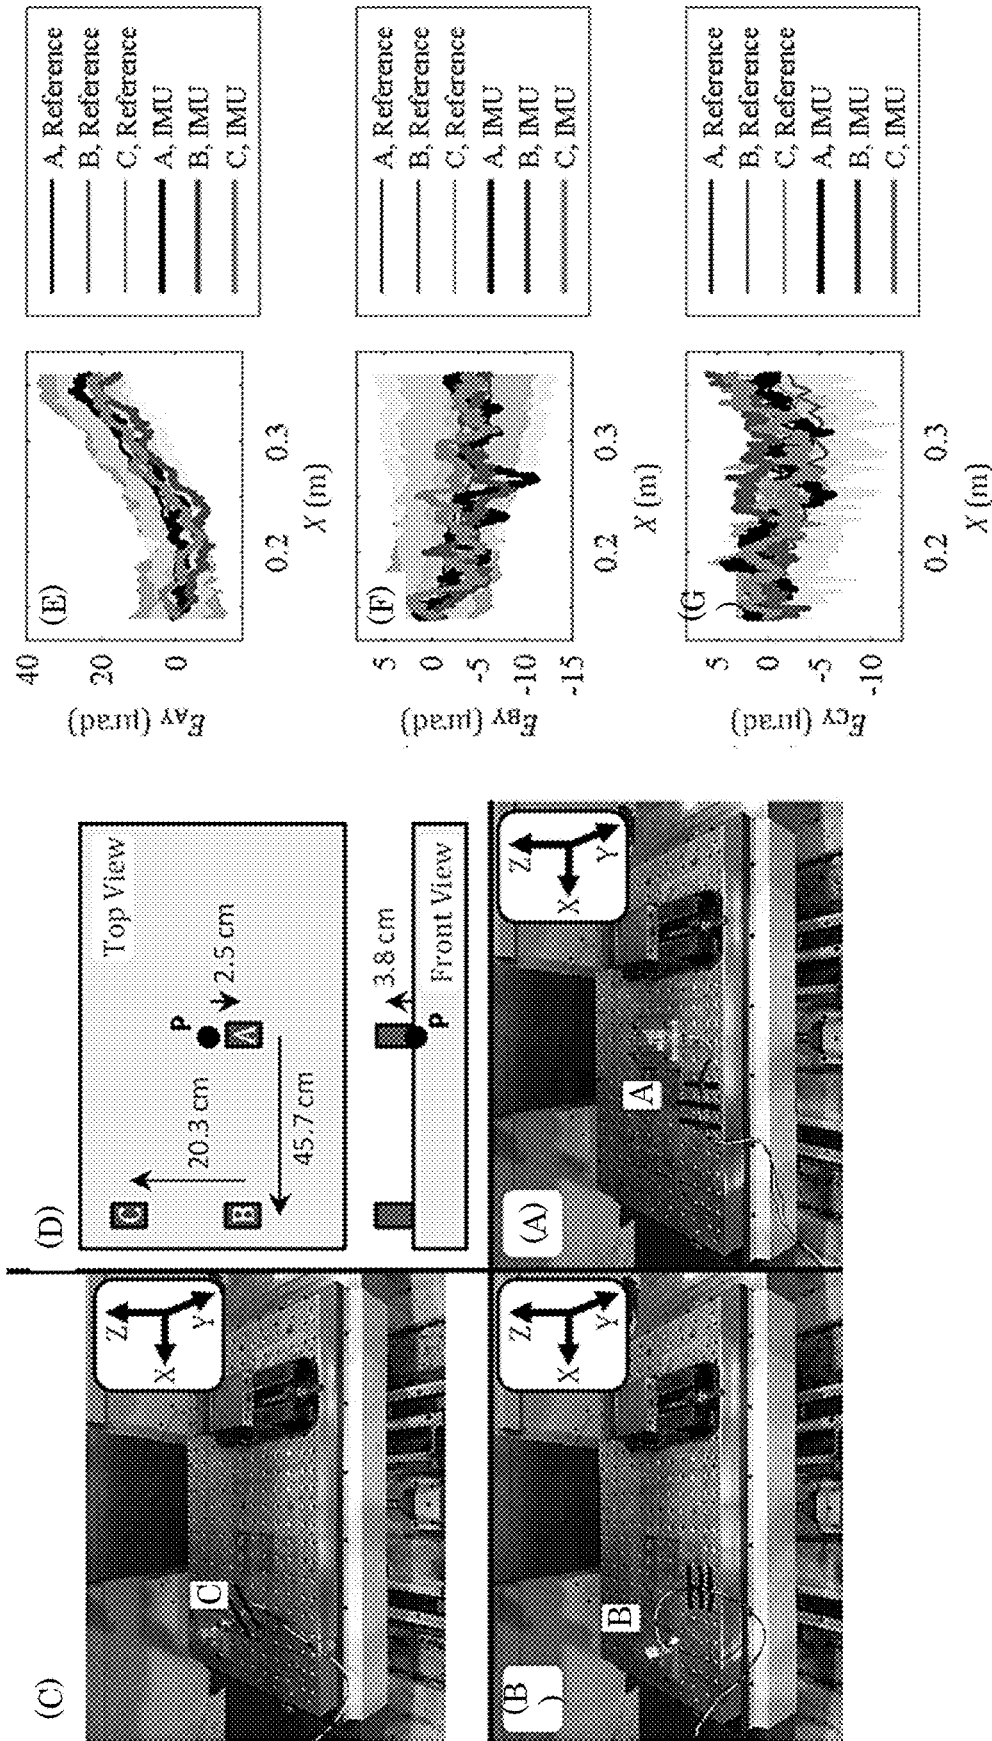 (C)
Z
X
Y
C
(D)
Top View
P
2.5 cm
A
20.3 cm
45.7 cm
C
B
3.8 cm
P
Front View
(B)
Z
X
Y
B
(A)
Z
X
Y
A
(E)
40
20
0
E_AY (μrad)
0.2
0.3
X (m)
A, Reference
B, Reference
C, Reference
A, IMU
B, IMU
C, IMU
(F)
5
0
-5
-10
-15
E_BY (μrad)
0.2
0.3
X (m)
A, Reference
B, Reference
C, Reference
A, IMU
B, IMU
C, IMU
(G
5
0
-5
-10
E_CY (μrad)
0.2
0.3
X (m)
A, Reference
B, Reference
C, Reference
A, IMU
B, IMU
C, IMU